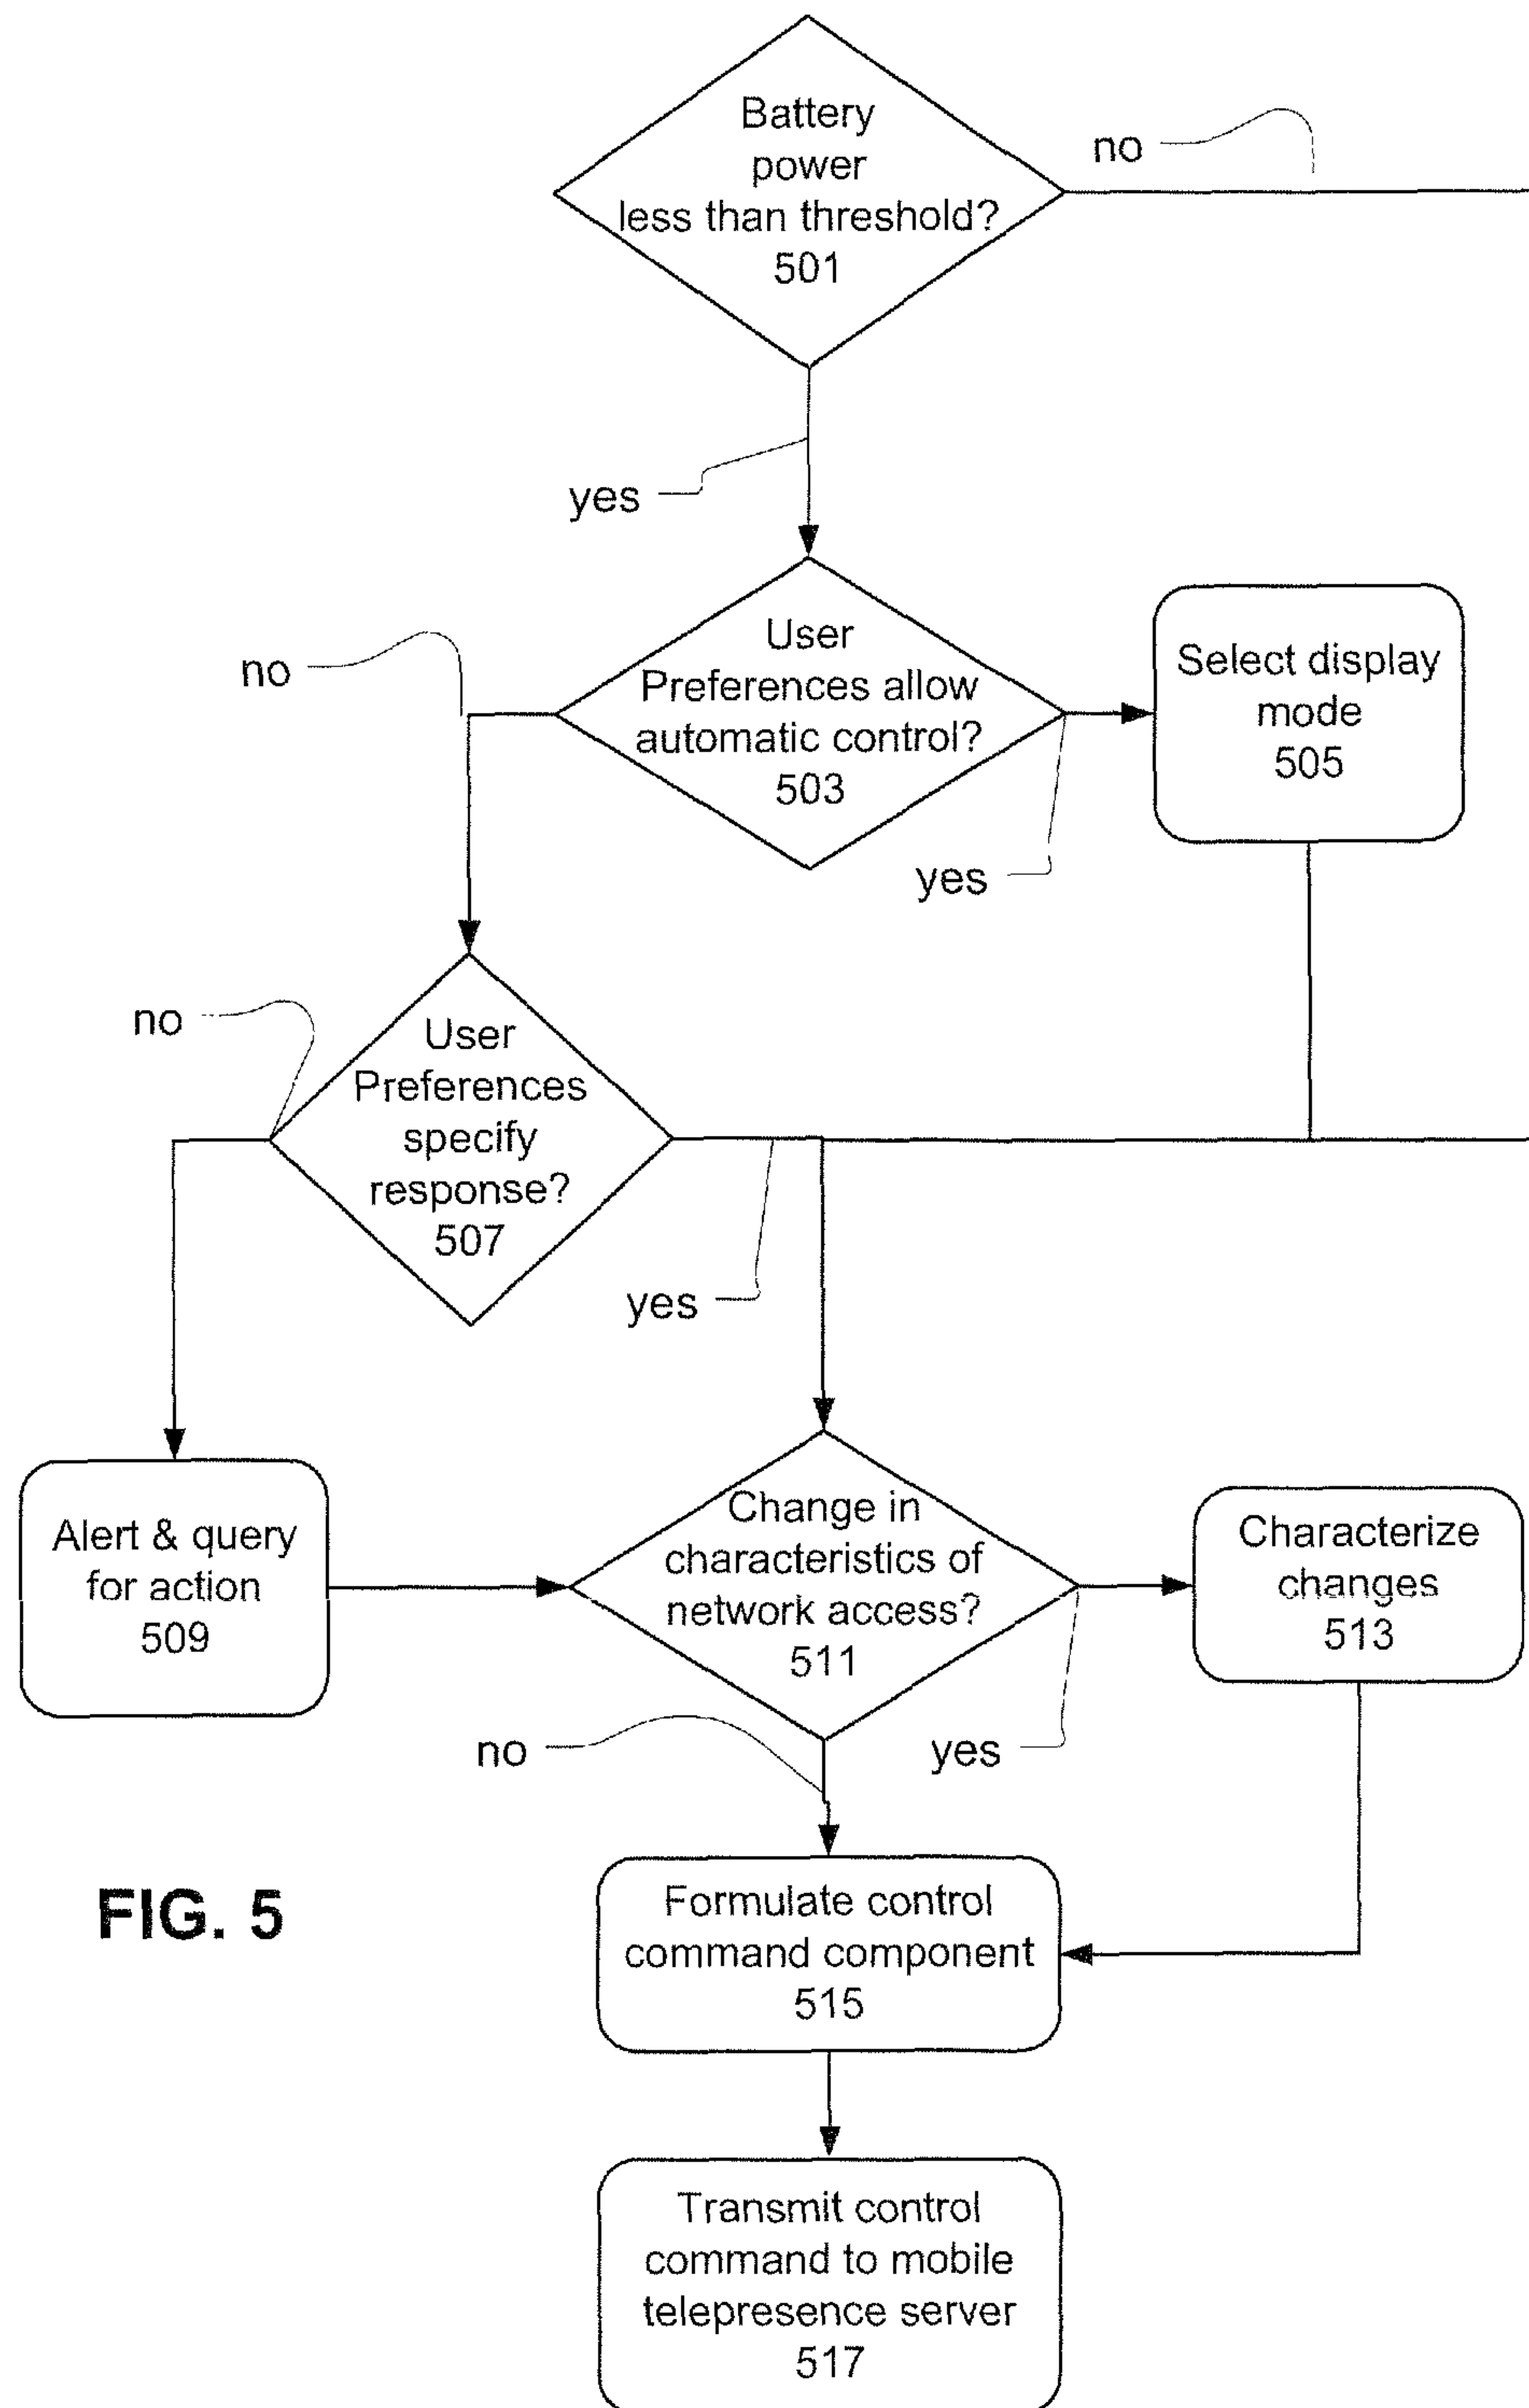 Battery
power
less than threshold?
501
no
yes
User
Preferences allow
automatic control?
503
no
yes
Select display
mode
505
User
Preferences
specify
response?
507
no
yes
Alert & query
for action
509
Change in
characteristics of
network access?
511
no
yes
Characterize
changes
513
FIG. 5
Formulate control
command component
515
Transmit control
command to mobile
telepresence server
517